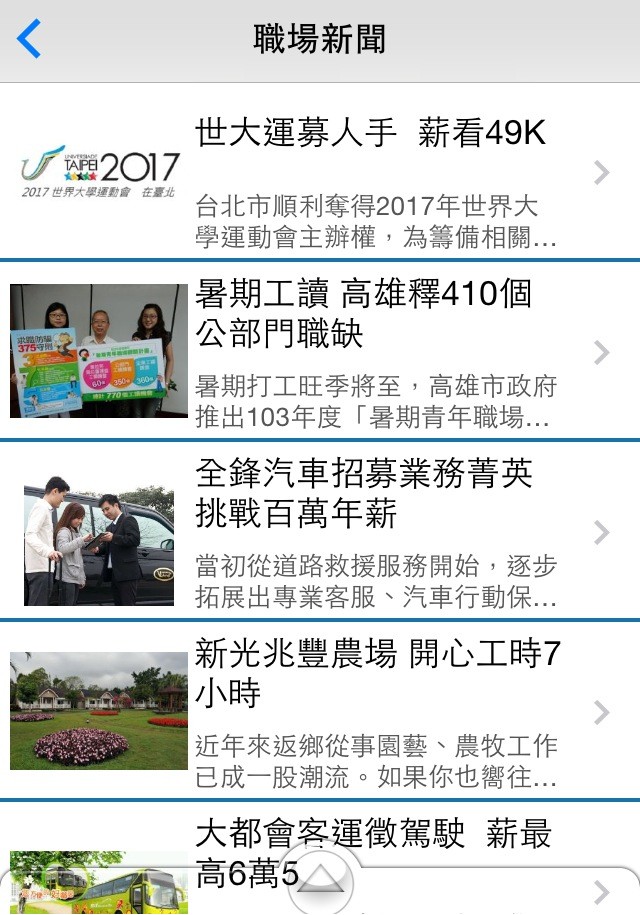 職場新聞
世大運募人手 薪看49K
UNIVERSIADE
TAIPEI 2017
2017 世界大學運動會 在臺北
台北市順利奪得2017年世界大
學運動會主辦權，為籌備相關...
暑期工讀 高雄釋410個
公部門職缺
求職防騙
375守則
暑期打工旺季將至，高雄市政府
推出103年度「暑期青年職場...
全鋒汽車招募業務菁英
挑戰百萬年薪
當初從道路救援服務開始，逐步
拓展出專業客服、汽車行動保...
新光兆豐農場 開心工時7
小時
近年來返鄉從事園藝、農牧工作
已成一股潮流。如果你也嚮往...
大都會客運徵駕駛 薪最
高6萬5